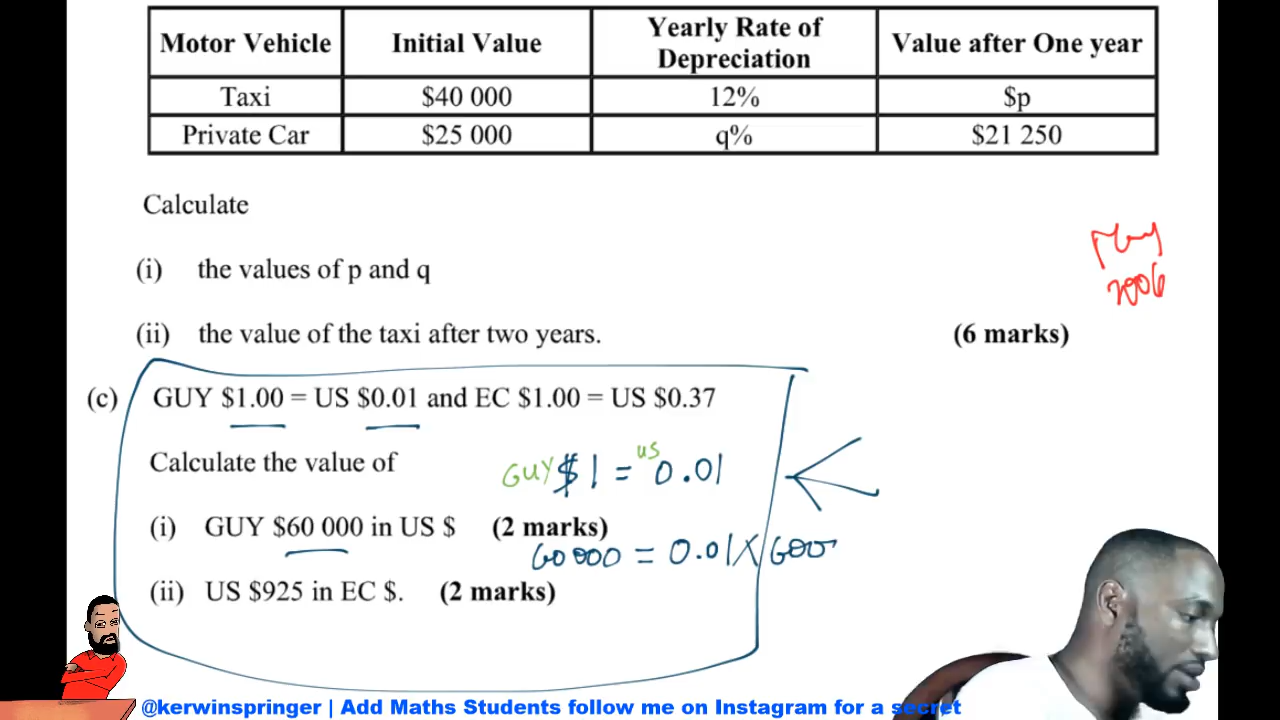 Motor Vehicle Initial Value Yearly Rate of Depreciation Value after One year
Taxi $40 000 12% $p
Private Car $25 000 q% $21 250
Calculate
(i) the values of p and q
May
2006
(ii) the value of the taxi after two years. (6 marks)
(c) GUY $1.00 = US $0.01 and EC $1.00 = US $0.37
Calculate the value of
GUY $1 = US 0.01
(i) GUY $60 000 in US $ (2 marks)
60000 = 0.01 × 6000
(ii) US $925 in EC $. (2 marks)
@kerwinspringer | Add Maths Students follow me on Instagram for a secret